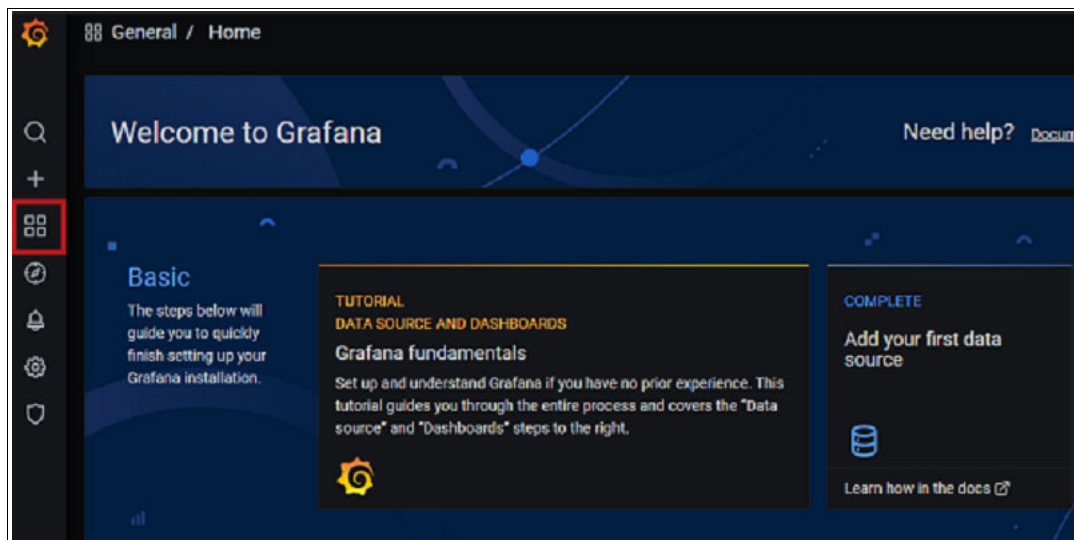 General / Home
Welcome to Grafana
Need help?
Basic
The steps below will
guide you to quickly
finish setting up your
Grafana installation.
TUTORIAL
DATA SOURCE AND DASHBOARDS
Grafana fundamentals
Set up and understand Grafana if you have no prior experience. This
tutorial guides you through the entire process and covers the "Data
source" and "Dashboards" steps to the right.
COMPLETE
Add your first data
source
Learn how in the docs